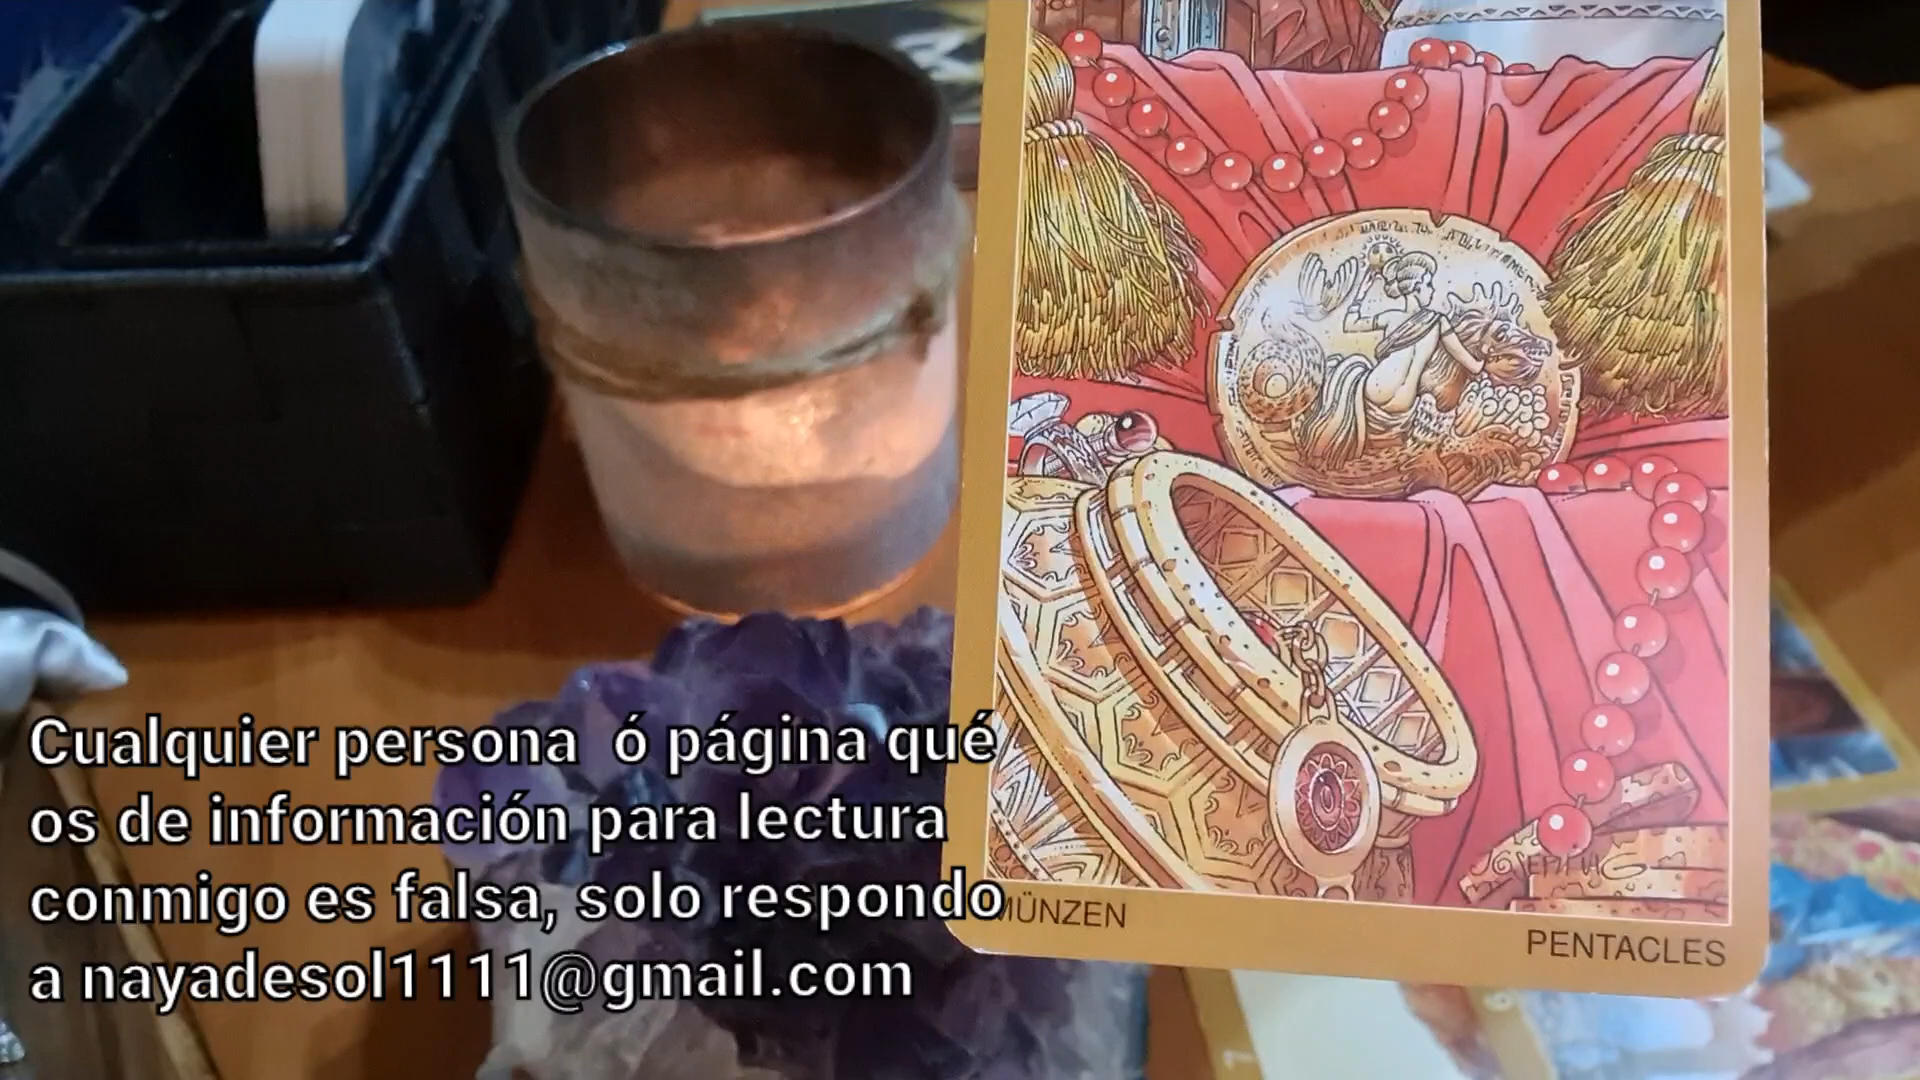 Cualquier persona ó página qué
os de información para lectura
conmigo es falsa, solo respondo
a nayadesol1111@gmail.com
MÜNZEN
PENTACLES